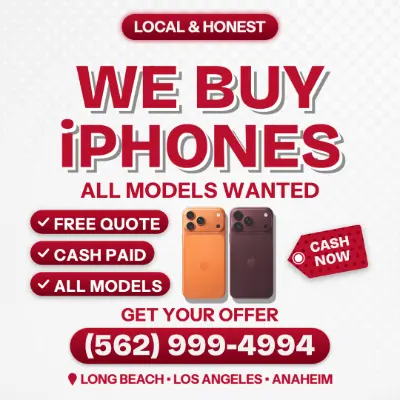 LOCAL & HONEST
WE BUY
iPHONES
ALL MODELS WANTED
FREE QUOTE
CASH PAID
ALL MODELS
CASH
NOW
GET YOUR OFFER
(562) 999-4994
LONG BEACH • LOS ANGELES • ANAHEIM